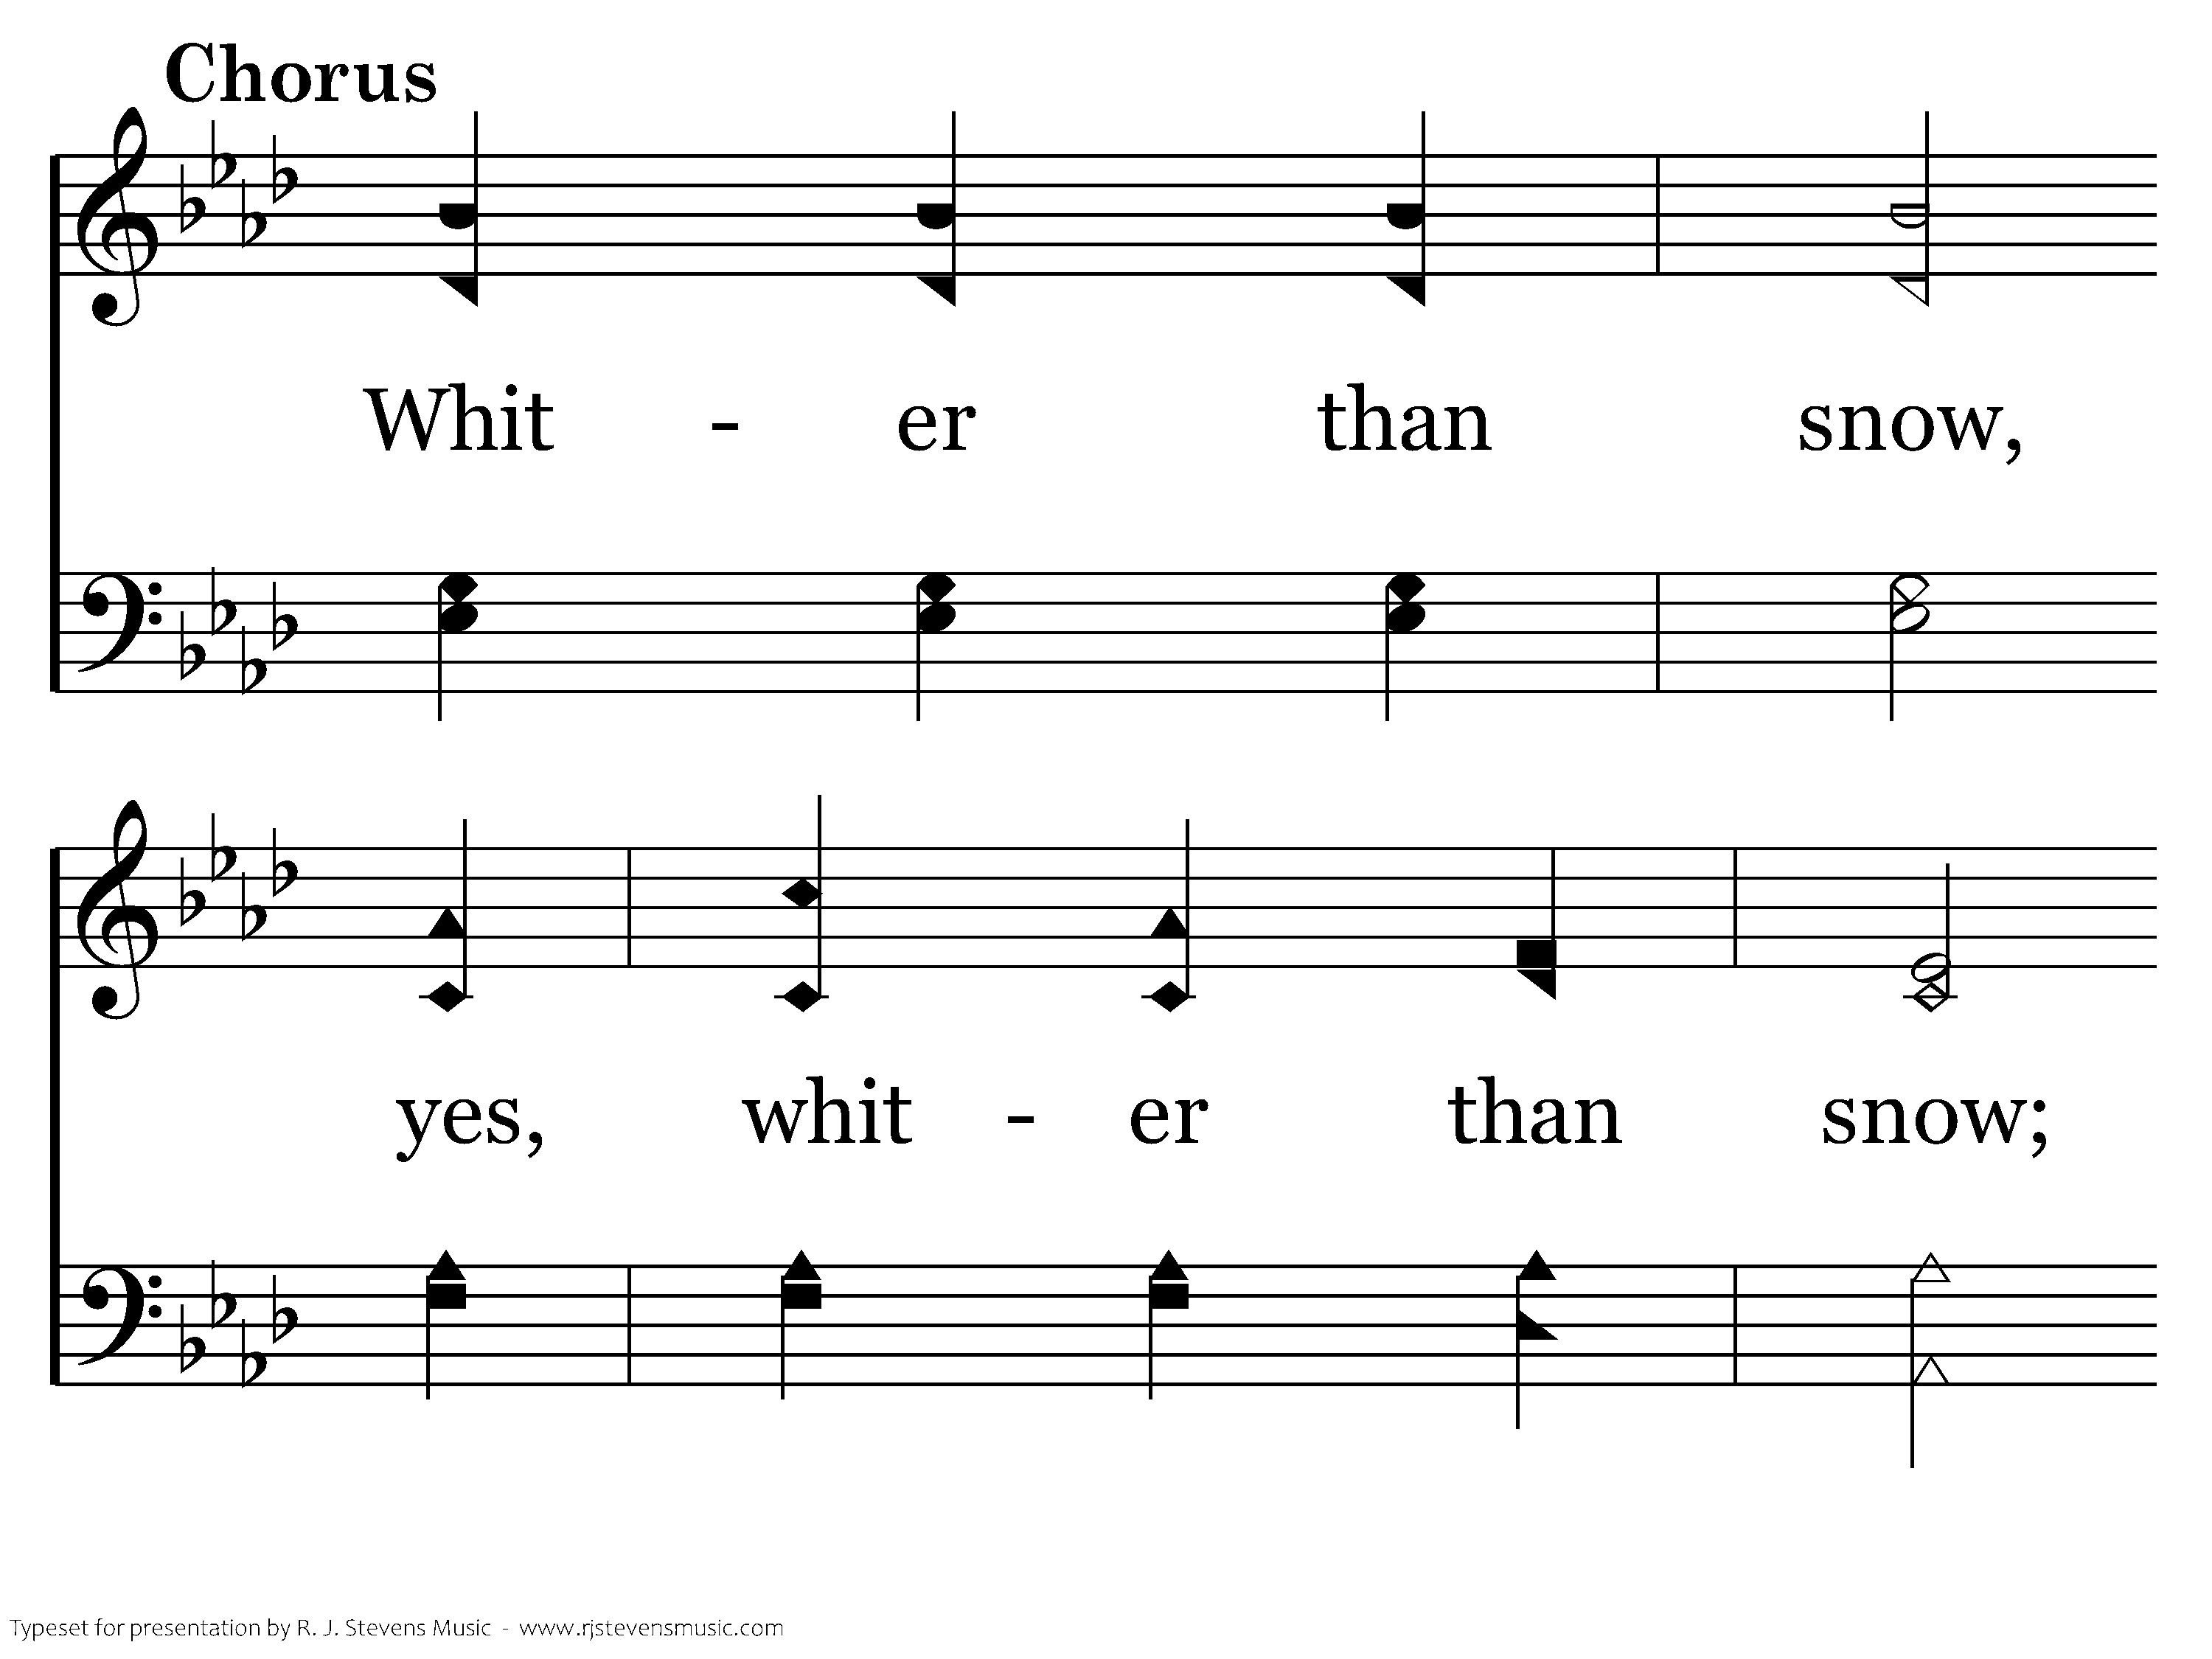 Chorus
Whit - er than snow,
yes, whit - er than snow;
Typeset for presentation by R. J. Stevens Music - www.rjstevensmusic.com